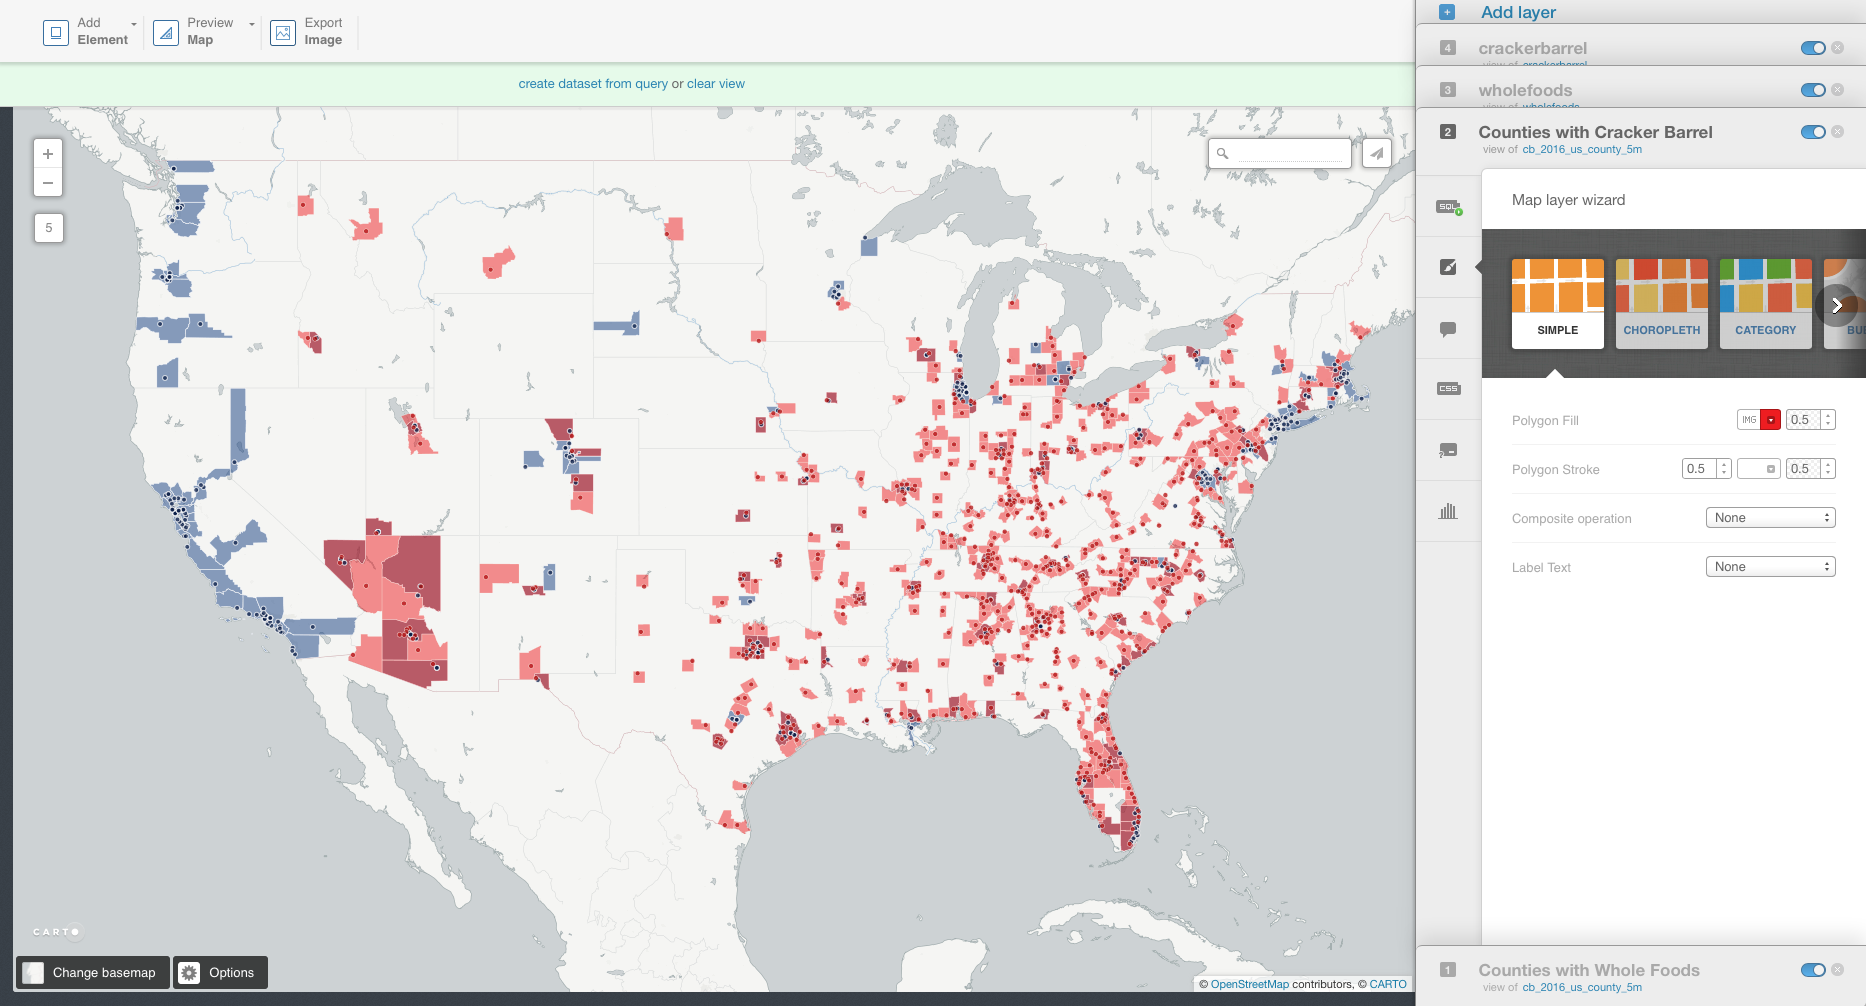 Add
Element
Preview
Map
Export
Image
create dataset from query or clear view
+
−
5
CARTO
Change basemap
Options
© OpenStreetMap contributors, © CARTO
+ Add layer
4 crackerbarrel
view of crackerbarrel
3 wholefoods
view of wholefoods
2 Counties with Cracker Barrel
view of cb_2016_us_county_5m
SQL
CSS
Map layer wizard
SIMPLE
CHOROPLETH
CATEGORY
BU
Polygon Fill IMG 0.5
Polygon Stroke 0.5 0.5
Composite operation None
Label Text None
1 Counties with Whole Foods
view of cb_2016_us_county_5m